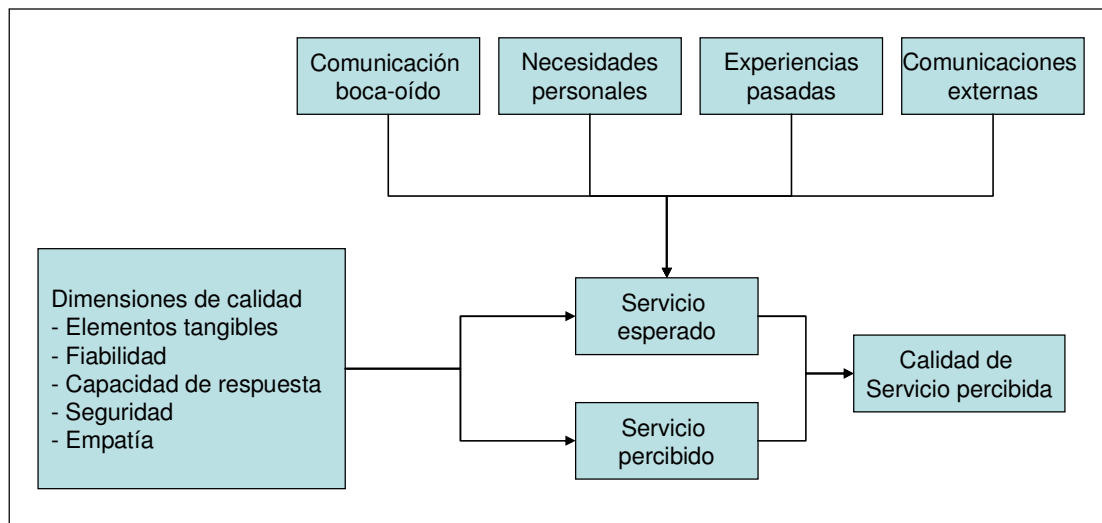 Comunicación
boca-oído
Necesidades
personales
Experiencias
pasadas
Comunicaciones
externas
Dimensiones de calidad
- Elementos tangibles
- Fiabilidad
- Capacidad de respuesta
- Seguridad
- Empatía
Servicio
esperado
Servicio
percibido
Calidad de
Servicio percibida